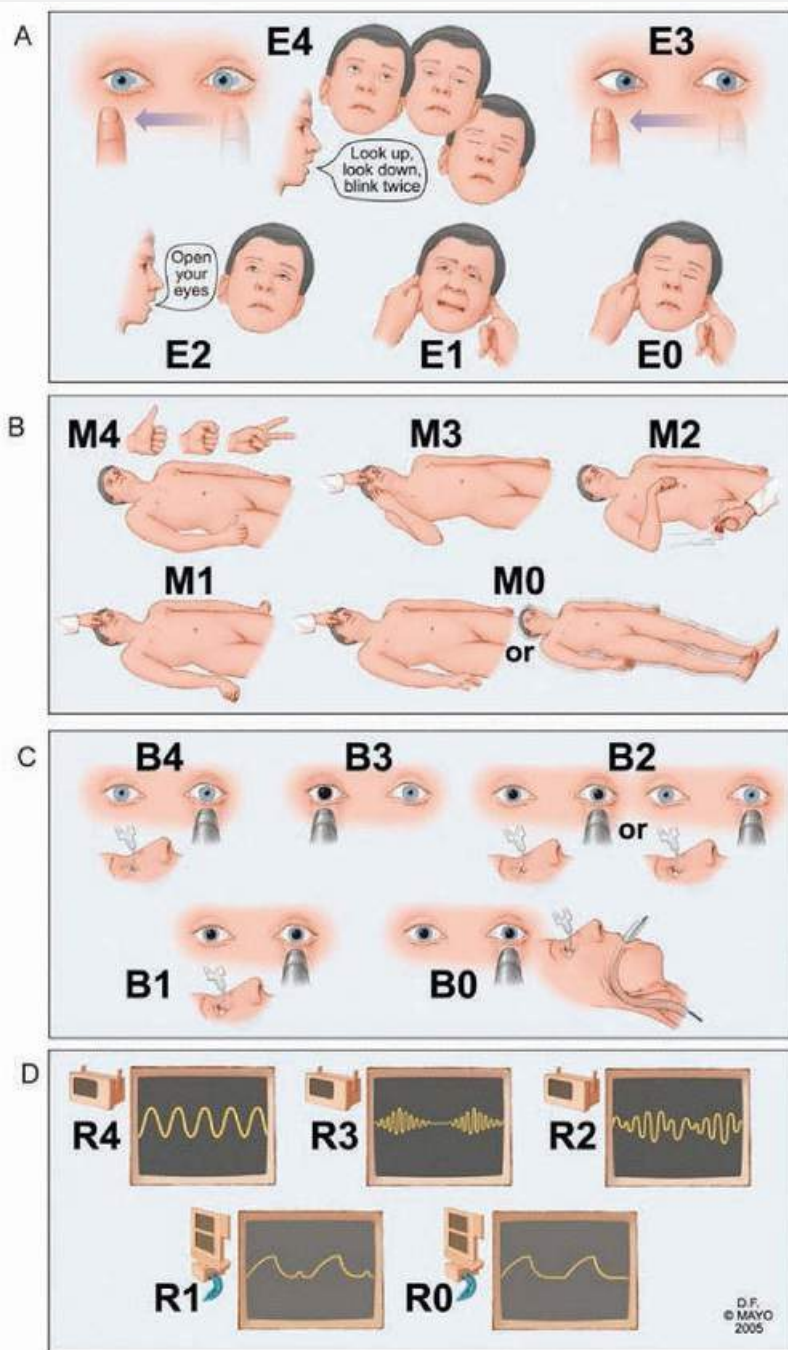 A
E4
E3
Look up,
look down,
blink twice
Open
your
eyes
E2
E1
E0
B
M4
M3
M2
M1
M0
or
C
B4
B3
B2
or
B1
B0
D
R4
R3
R2
R1
R0
D.F.
© MAYO
2005